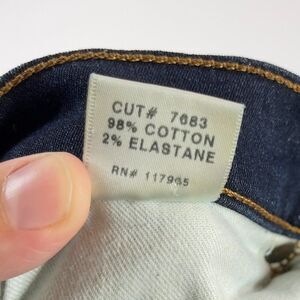 CUT# 7683
98% COTTON
2% ELASTANE
RN# 117965